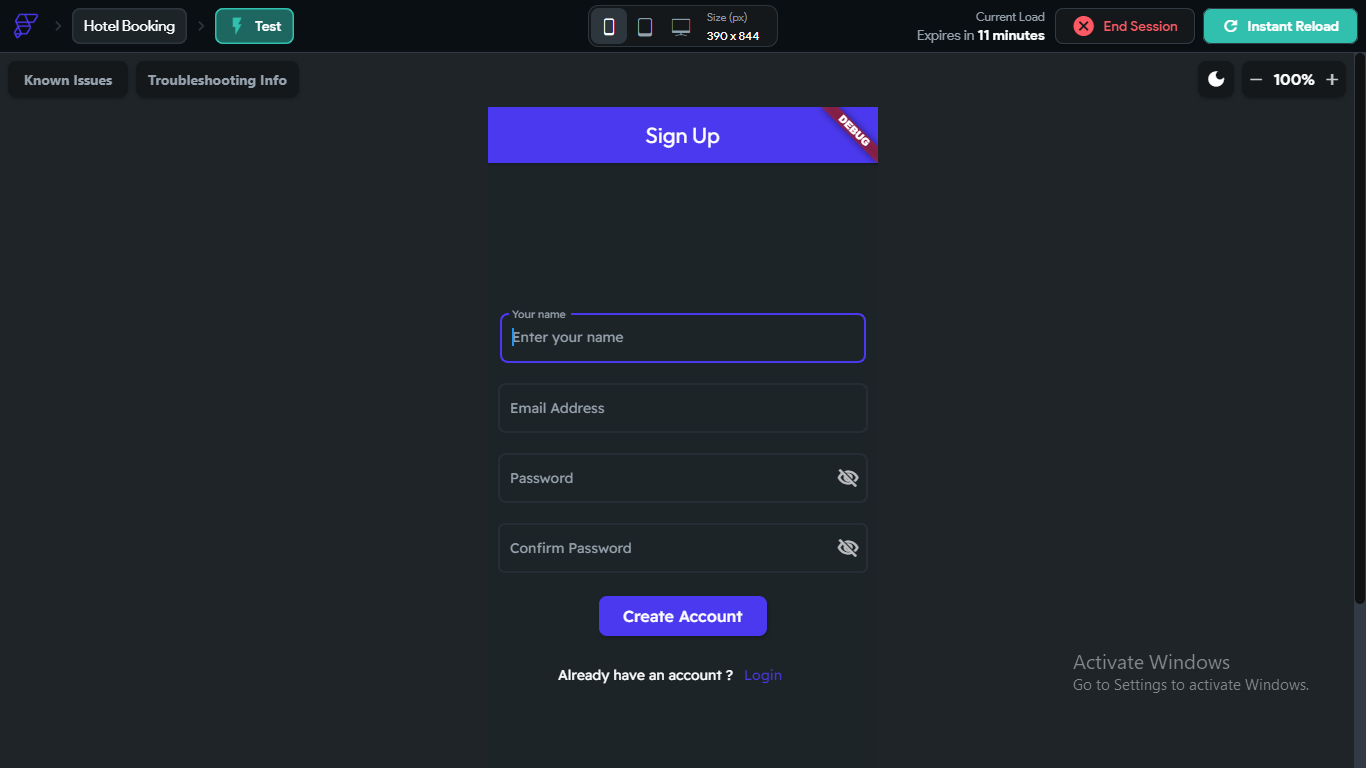 Hotel Booking
Test
Size (px)
390 x 844
Current Load
Expires in 11 minutes
End Session
Instant Reload
Known Issues
Troubleshooting Info
100%
Sign Up
DEBUG
Your name
Enter your name
Email Address
Password
Confirm Password
Create Account
Already have an account ? Login
Activate Windows
Go to Settings to activate Windows.